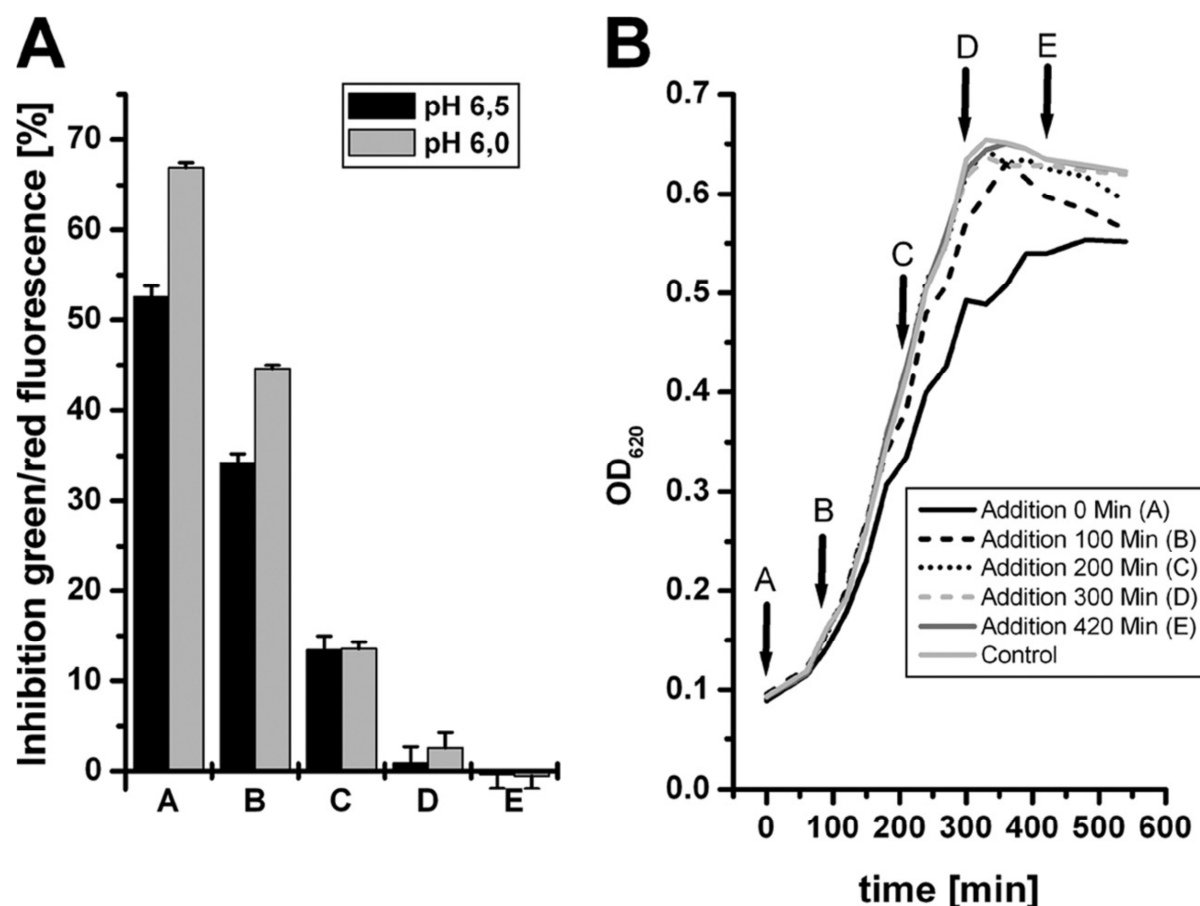 A
Inhibition green/red fluorescence [%]
pH 6,5
pH 6,0
70
60
50
40
30
20
10
0
A B C D E
B
D E
C
B
A
OD620
0.7
0.6
0.5
0.4
0.3
0.2
0.1
0.0
Addition 0 Min (A)
Addition 100 Min (B)
Addition 200 Min (C)
Addition 300 Min (D)
Addition 420 Min (E)
Control
0 100 200 300 400 500 600
time [min]